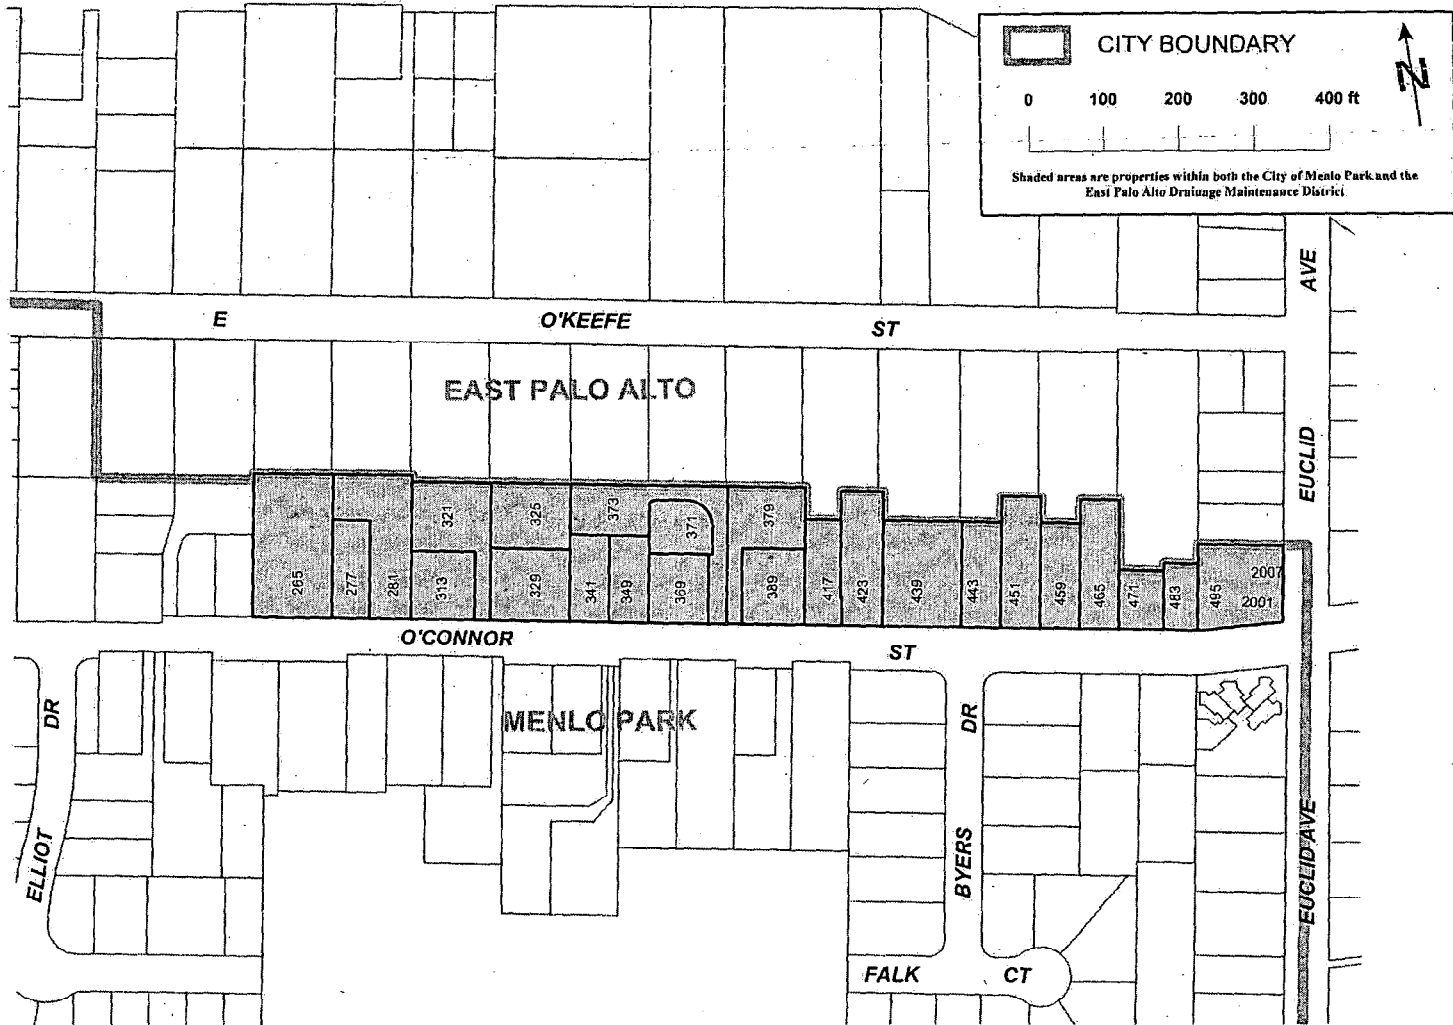 CITY BOUNDARY
N
0 100 200 300 400 ft
Shaded areas are properties within both the City of Menlo Park and the
East Palo Alto Drainage Maintenance District
AVE
E O'KEEFE ST
EAST PALO ALTO
EUCLID
265
277
281
321
313
325
329
373
341
349
371
369
379
389
417
423
439
443
451
459
465
471
483
485
2007
2001
O'CONNOR ST
MENLO PARK
DR
ELLIOT
DR
BYERS
EUCLID AVE
FALK CT